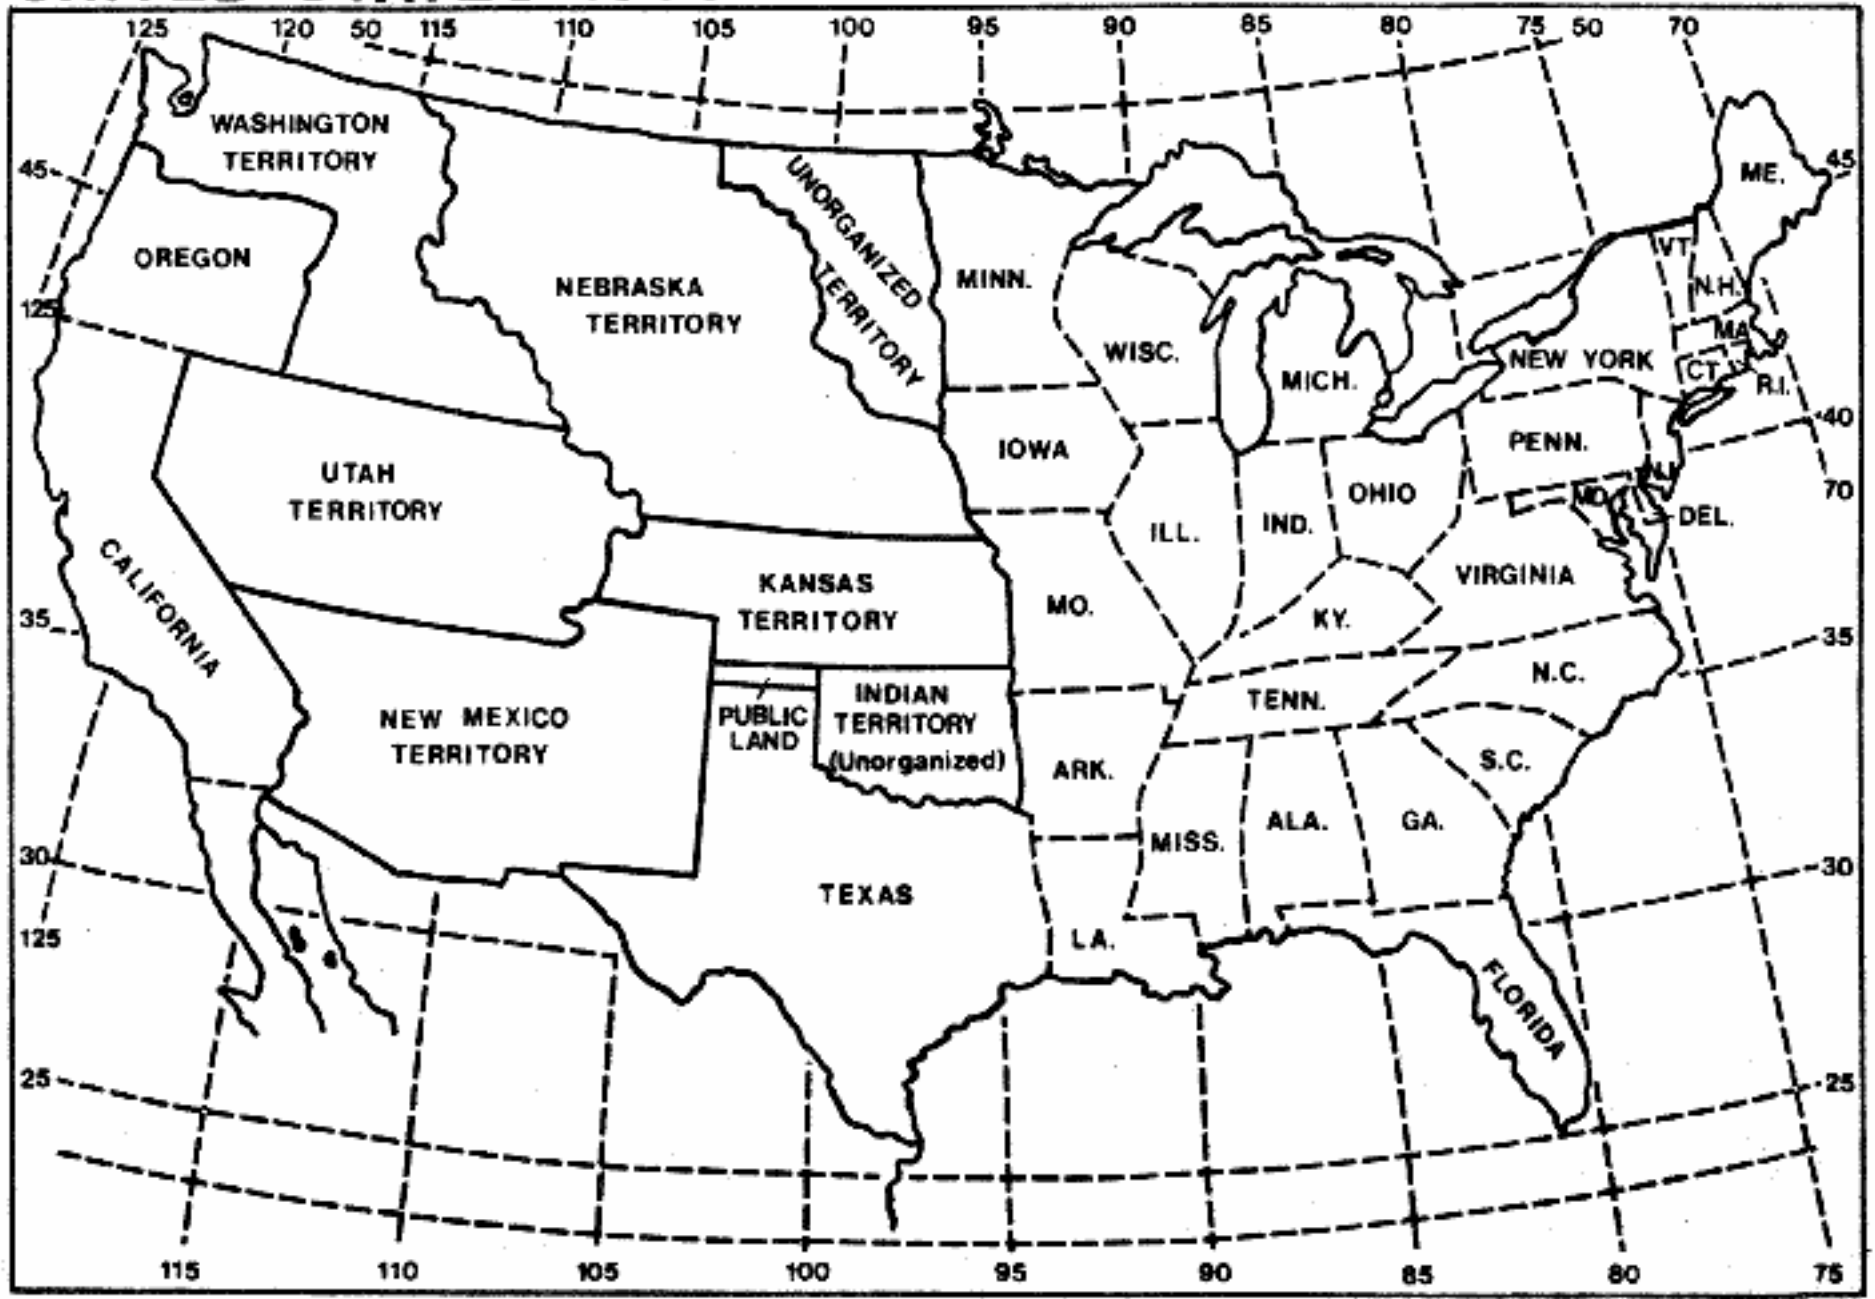 125 120 50 115 110 105 100 95 90 85 80 75 50 70
WASHINGTON
TERRITORY
45
45
ME.
OREGON
UNORGANIZED
TERRITORY
NEBRASKA
TERRITORY
MINN.
VT
N.H.
125
WISC.
MICH.
NEW YORK
MA
CT
R.I.
40
IOWA
PENN.
N.J.
UTAH
TERRITORY
ILL.
IND.
OHIO
MD.
DEL.
70
CALIFORNIA
KANSAS
TERRITORY
MO.
KY.
VIRGINIA
35
35
NEW MEXICO
TERRITORY
PUBLIC
LAND
INDIAN
TERRITORY
(Unorganized)
TENN.
N.C.
ARK.
S.C.
MISS.
ALA.
GA.
30
30
TEXAS
LA.
125
FLORIDA
25
25
115 110 105 100 95 90 85 80 75